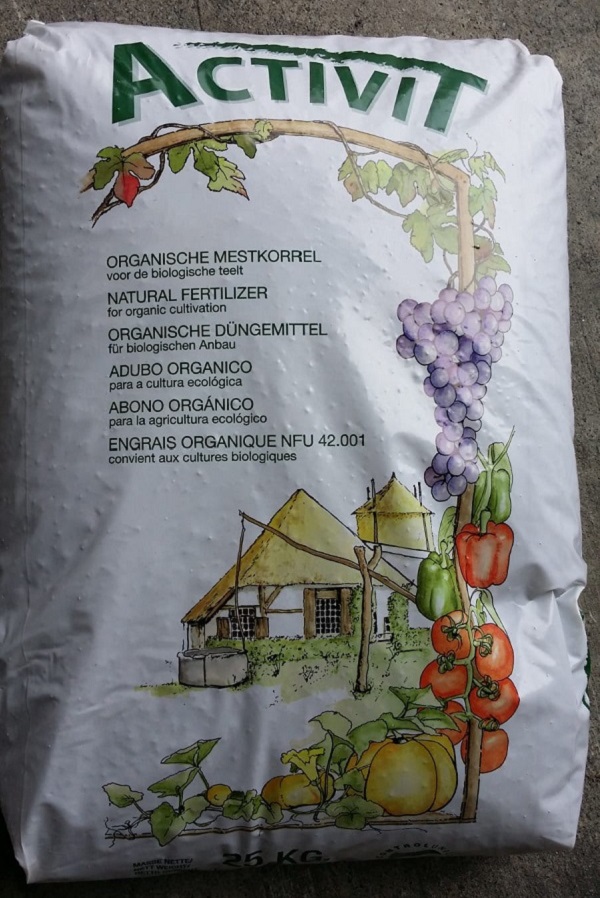 ACTIVIT
ORGANISCHE MESTKORREL
voor de biologische teelt
NATURAL FERTILIZER
for organic cultivation
ORGANISCHE DÜNGEMITTEL
für biologischen Anbau
ADUBO ORGANICO
para a cultura ecológica
ABONO ORGÁNICO
para la agricultura ecológico
ENGRAIS ORGANIQUE NFU 42.001
convient aux cultures biologiques
25 KG